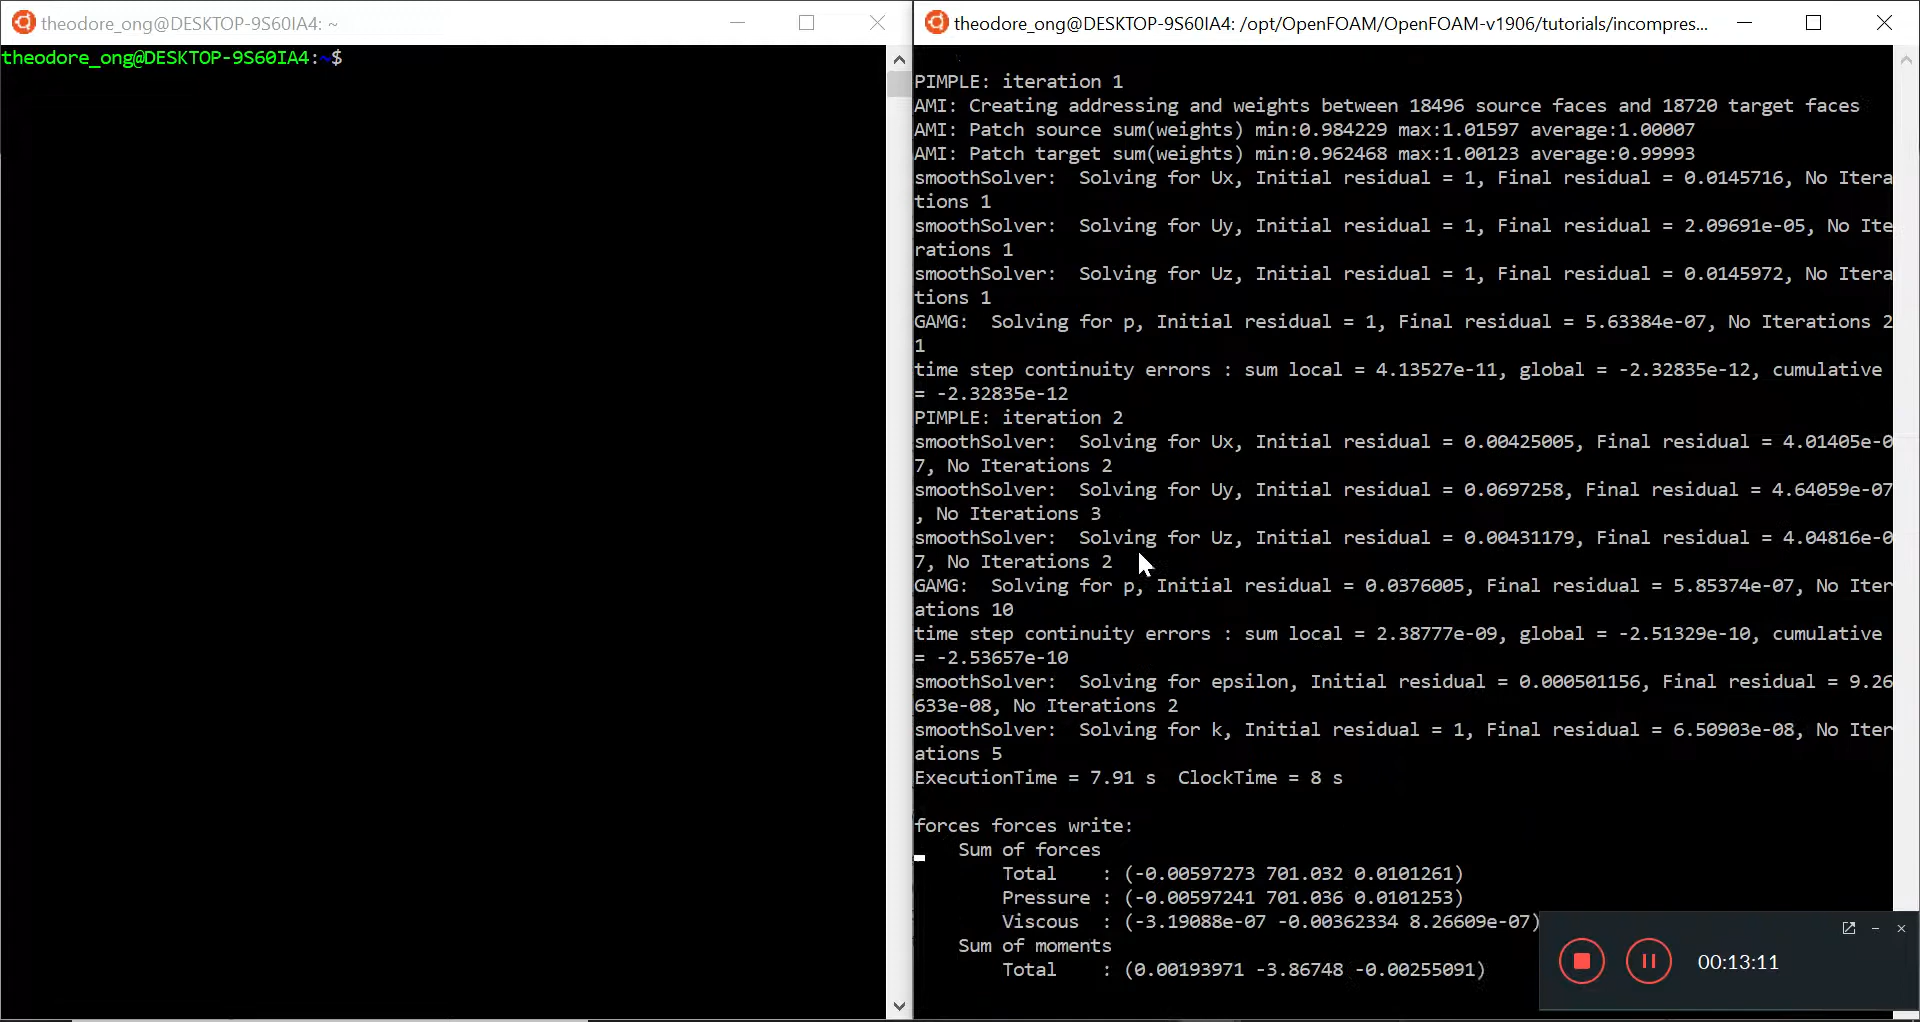 theodore_ong@DESKTOP-9S60IA4: ~
theodore_ong@DESKTOP-9S60IA4:~$
theodore_ong@DESKTOP-9S60IA4: /opt/OpenFOAM/OpenFOAM-v1906/tutorials/incompres...
PIMPLE: iteration 1
AMI: Creating addressing and weights between 18496 source faces and 18720 target faces
AMI: Patch source sum(weights) min:0.984229 max:1.01597 average:1.00007
AMI: Patch target sum(weights) min:0.962468 max:1.00123 average:0.99993
smoothSolver:  Solving for Ux, Initial residual = 1, Final residual = 0.0145716, No Itera
tions 1
smoothSolver:  Solving for Uy, Initial residual = 1, Final residual = 2.09691e-05, No Ite
rations 1
smoothSolver:  Solving for Uz, Initial residual = 1, Final residual = 0.0145972, No Itera
tions 1
GAMG:  Solving for p, Initial residual = 1, Final residual = 5.63384e-07, No Iterations 2
1
time step continuity errors : sum local = 4.13527e-11, global = -2.32835e-12, cumulative
= -2.32835e-12
PIMPLE: iteration 2
smoothSolver:  Solving for Ux, Initial residual = 0.00425005, Final residual = 4.01405e-0
7, No Iterations 2
smoothSolver:  Solving for Uy, Initial residual = 0.0697258, Final residual = 4.64059e-07
, No Iterations 3
smoothSolver:  Solving for Uz, Initial residual = 0.00431179, Final residual = 4.04816e-0
7, No Iterations 2
GAMG:  Solving for p, Initial residual = 0.0376005, Final residual = 5.85374e-07, No Iter
ations 10
time step continuity errors : sum local = 2.38777e-09, global = -2.51329e-10, cumulative
= -2.53657e-10
smoothSolver:  Solving for epsilon, Initial residual = 0.000501156, Final residual = 9.26
633e-08, No Iterations 2
smoothSolver:  Solving for k, Initial residual = 1, Final residual = 6.50903e-08, No Iter
ations 5
ExecutionTime = 7.91 s  ClockTime = 8 s
forces forces write:
Sum of forces
Total    : (-0.00597273 701.032 0.0101261)
Pressure : (-0.00597241 701.036 0.0101253)
Viscous  : (-3.19088e-07 -0.00362334 8.26609e-07)
Sum of moments
Total    : (0.00193971 -3.86748 -0.00255091)
00:13:11